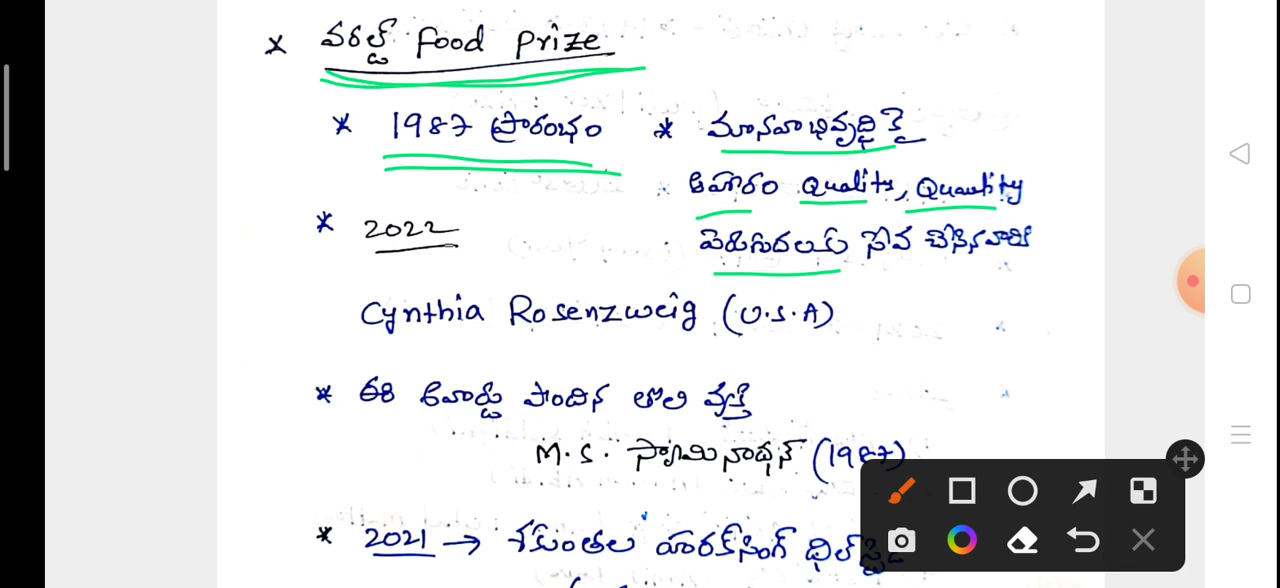 * వరల్డ్ Food Prize
* 1987 ప్రారంభం * మానవాభివృద్ధికై
ఆహారం Quality, Quantity
* 2022 పెరుగుదలకు సేవ చేసినవారికి
Cynthia Rosenzweig (U.S.A)
* ఈ అవార్డు పొందిన తొలి వ్యక్తి
M.S. స్వామినాథన్ (1987)
* 2021 → శకుంతల హరక్‌సింగ్